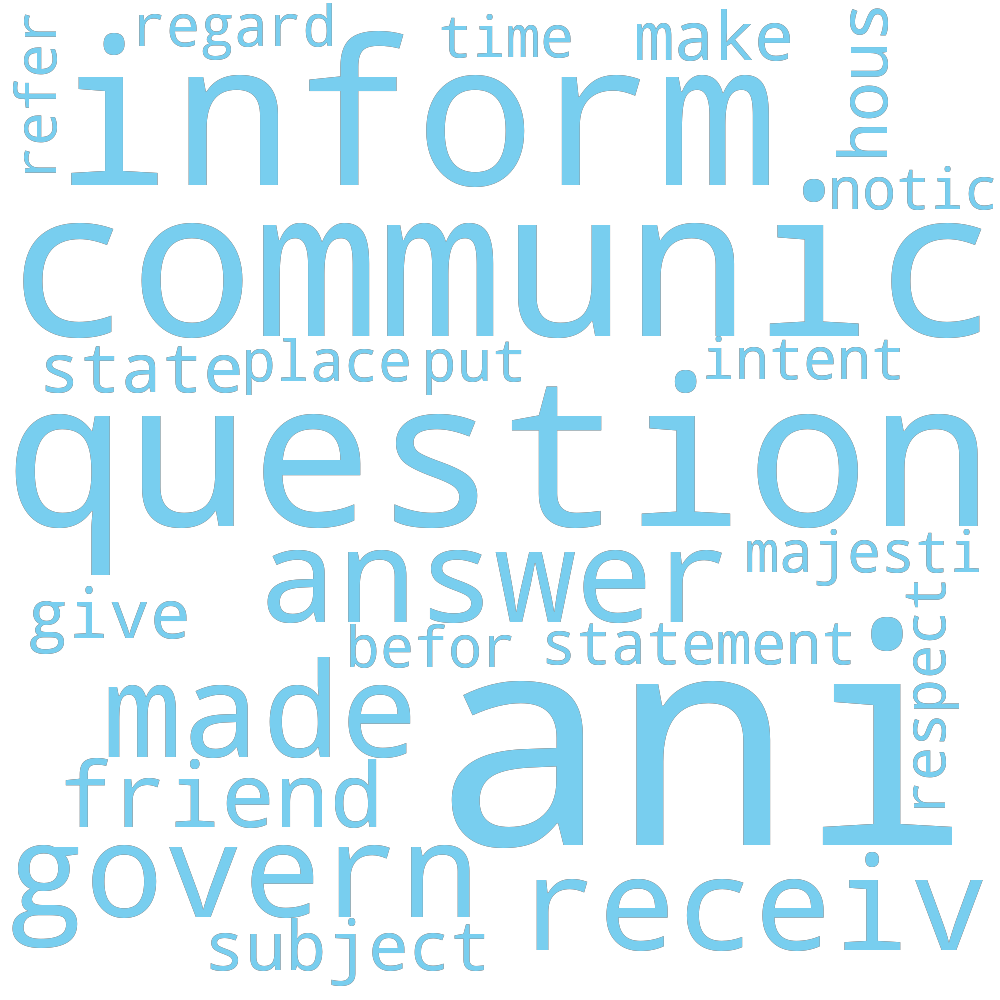 refer
regard
time
make
hous
inform
notic
communic
state
place
put
intent
question
answer
majesti
give
befor
statement
respect
made
ani
friend
govern
receiv
subject